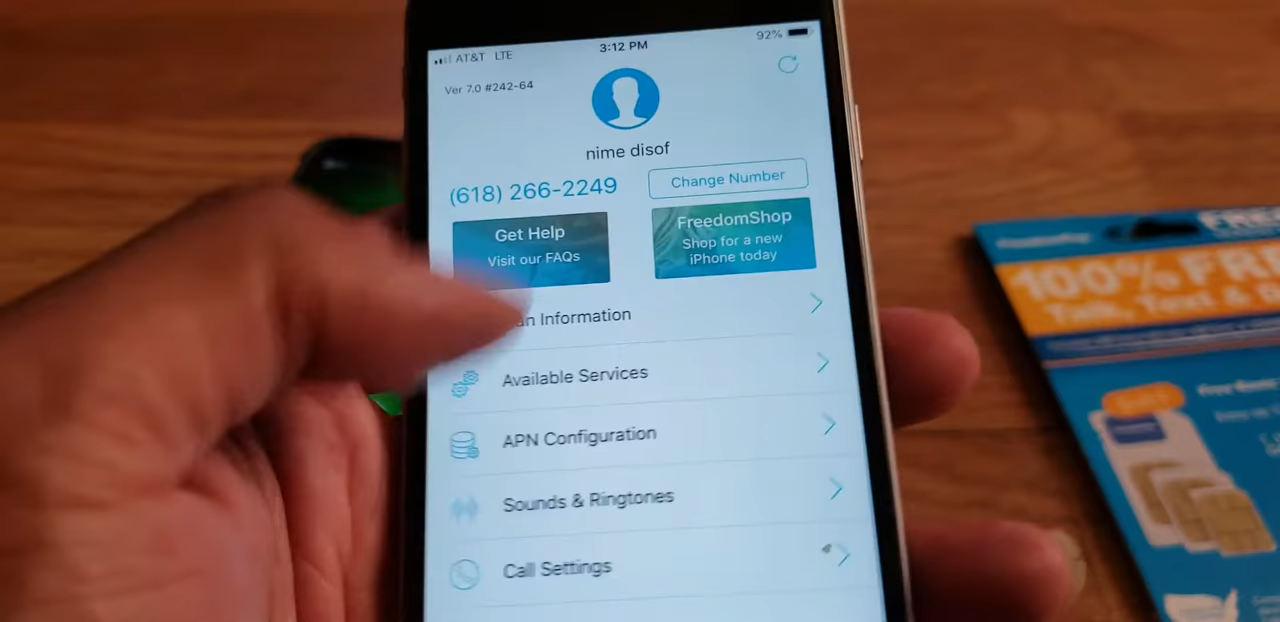 AT&T LTE
3:12 PM
92%
Ver 7.0 #242-64
nime disof
(618) 266-2249
Change Number
Get Help
Visit our FAQs
FreedomShop
Shop for a new
iPhone today
Information
Available Services
APN Configuration
Sounds & Ringtones
Call Settings
100% FRE
Talk, Text &